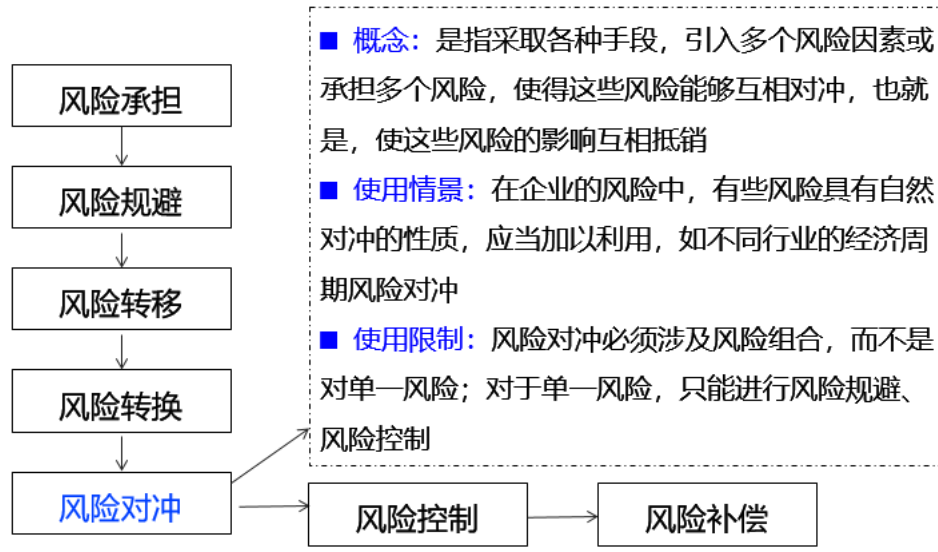 风险承担
风险规避
风险转移
风险转换
风险对冲
■ 概念：是指采取各种手段，引入多个风险因素或
承担多个风险，使得这些风险能够互相对冲，也就
是，使这些风险的影响互相抵销
■ 使用情景：在企业的风险中，有些风险具有自然
对冲的性质，应当加以利用，如不同行业的经济周
期风险对冲
■ 使用限制：风险对冲必须涉及风险组合，而不是
对单一风险；对于单一风险，只能进行风险规避、
风险控制
风险控制
风险补偿